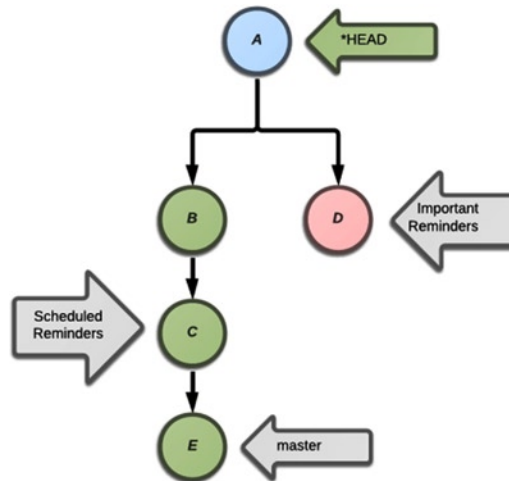 A
*HEAD
B
D
Important
Reminders
Scheduled
Reminders
C
E
master